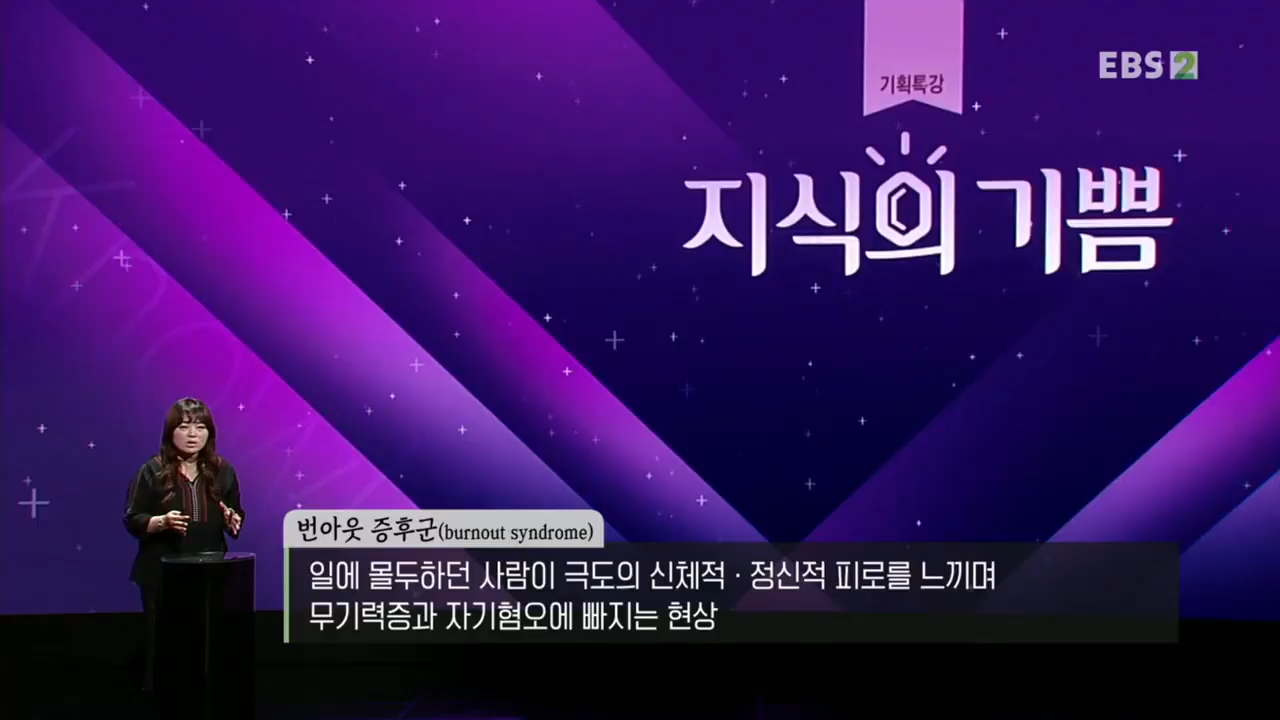 기획특강
EBS2
지식의 기쁨
번아웃 증후군(burnout syndrome)
일에 몰두하던 사람이 극도의 신체적·정신적 피로를 느끼며
무기력증과 자기혐오에 빠지는 현상